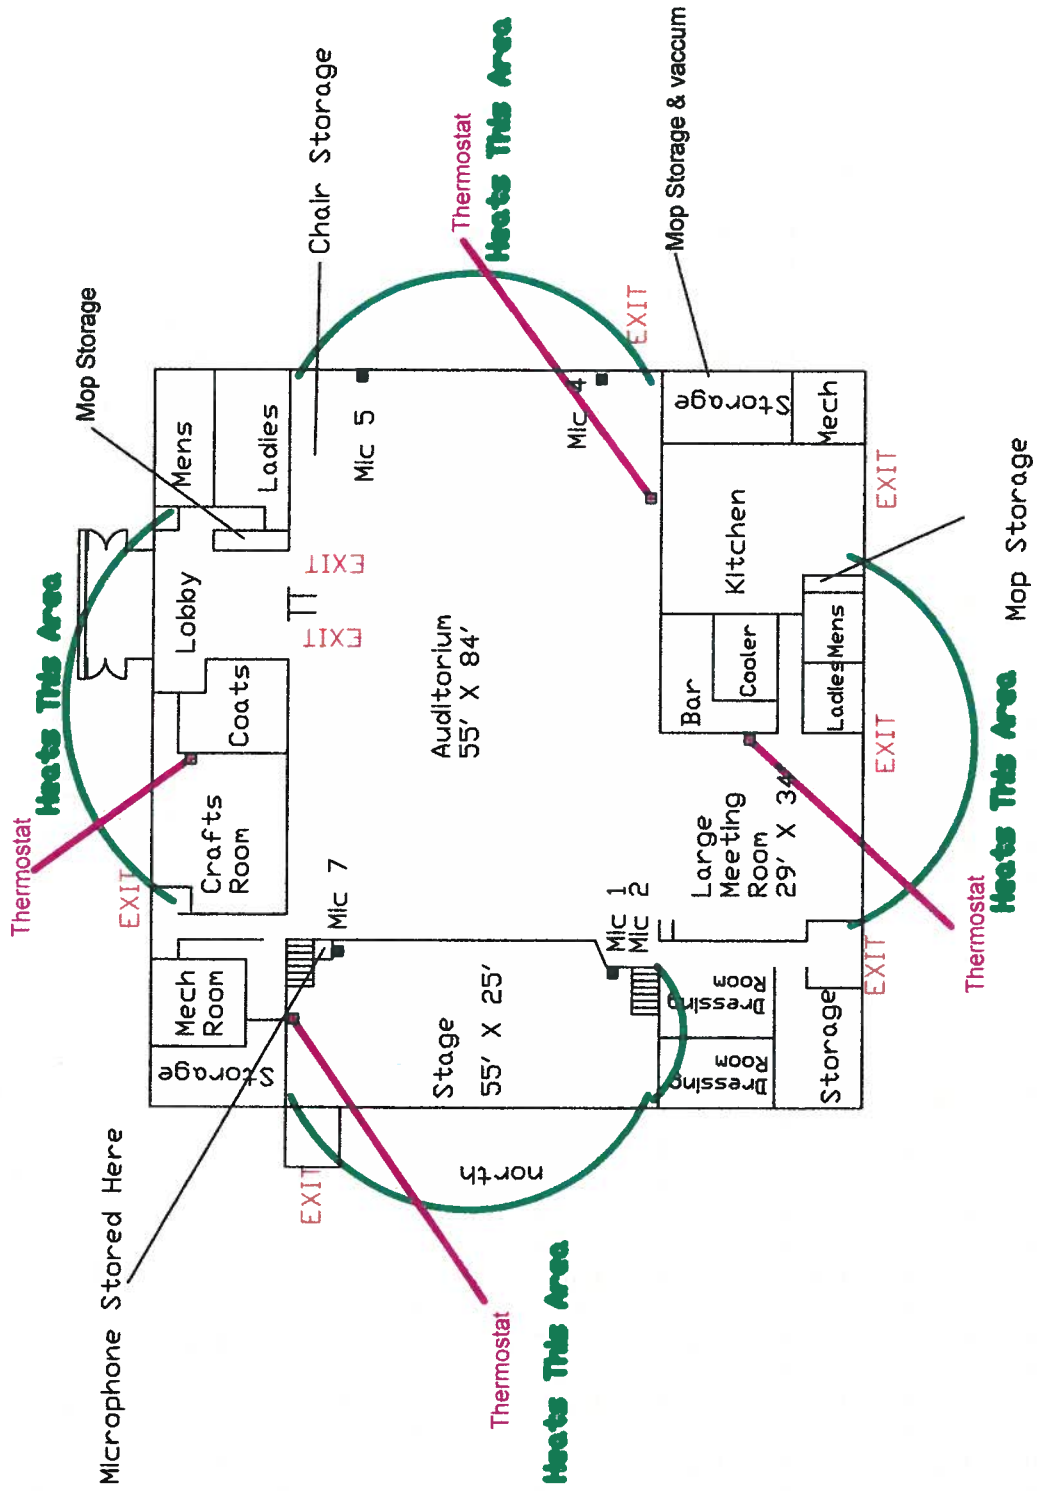 Microphone Stored Here
Thermostat
Heats This Area
Mop Storage
Chair Storage
Thermostat
Heats This Area
Mop Storage & vaccum
EXIT
Mech
Room
Storage
Crafts
Room
Coats
Lobby
Mens
Ladies
EXIT
EXIT
EXIT
Mic 7
Mic 5
Mic 4
Stage
55' X 25'
Auditorium
55' X 84'
north
EXIT
Mic 1
Mic 2
Dressing
Room
Dressing
Room
Storage
Large
Meeting
Room
29' X 34'
Bar
Cooler
Kitchen
Ladies
Mens
Storage
Mech
EXIT
EXIT
EXIT
Mop Storage
Thermostat
Heats This Area
Thermostat
Heats This Area